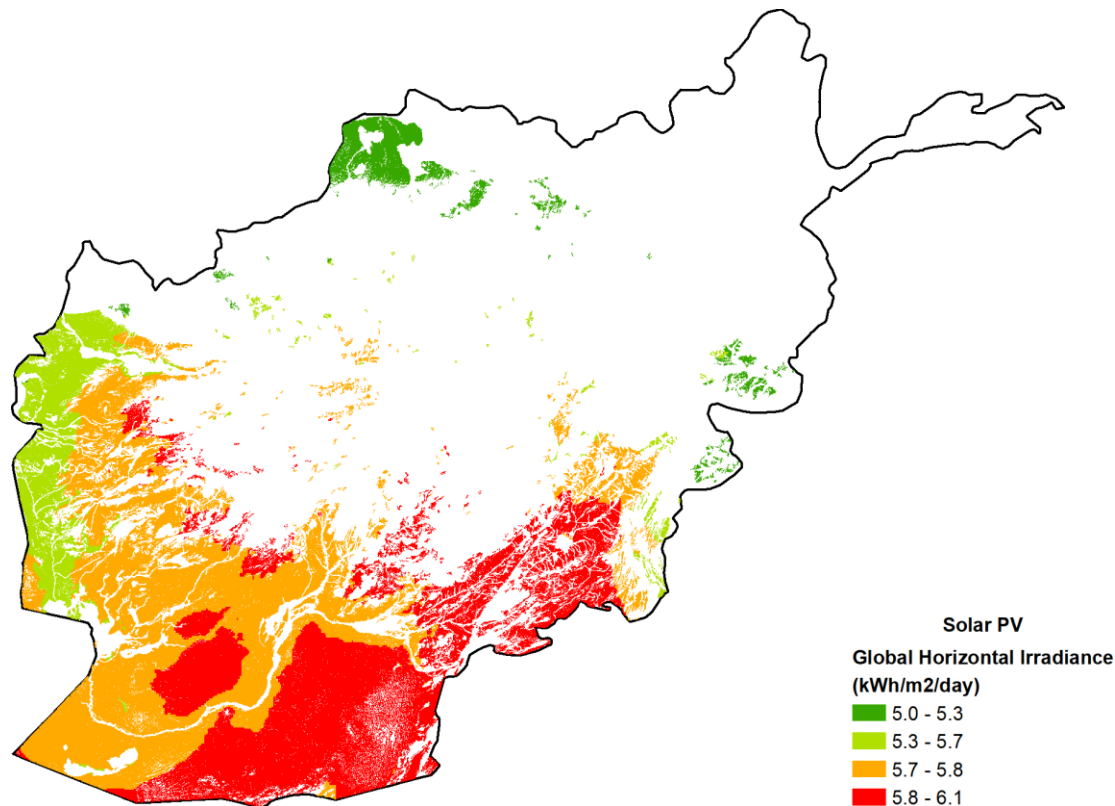 Solar PV
Global Horizontal Irradiance
(kWh/m2/day)
5.0 - 5.3
5.3 - 5.7
5.7 - 5.8
5.8 - 6.1